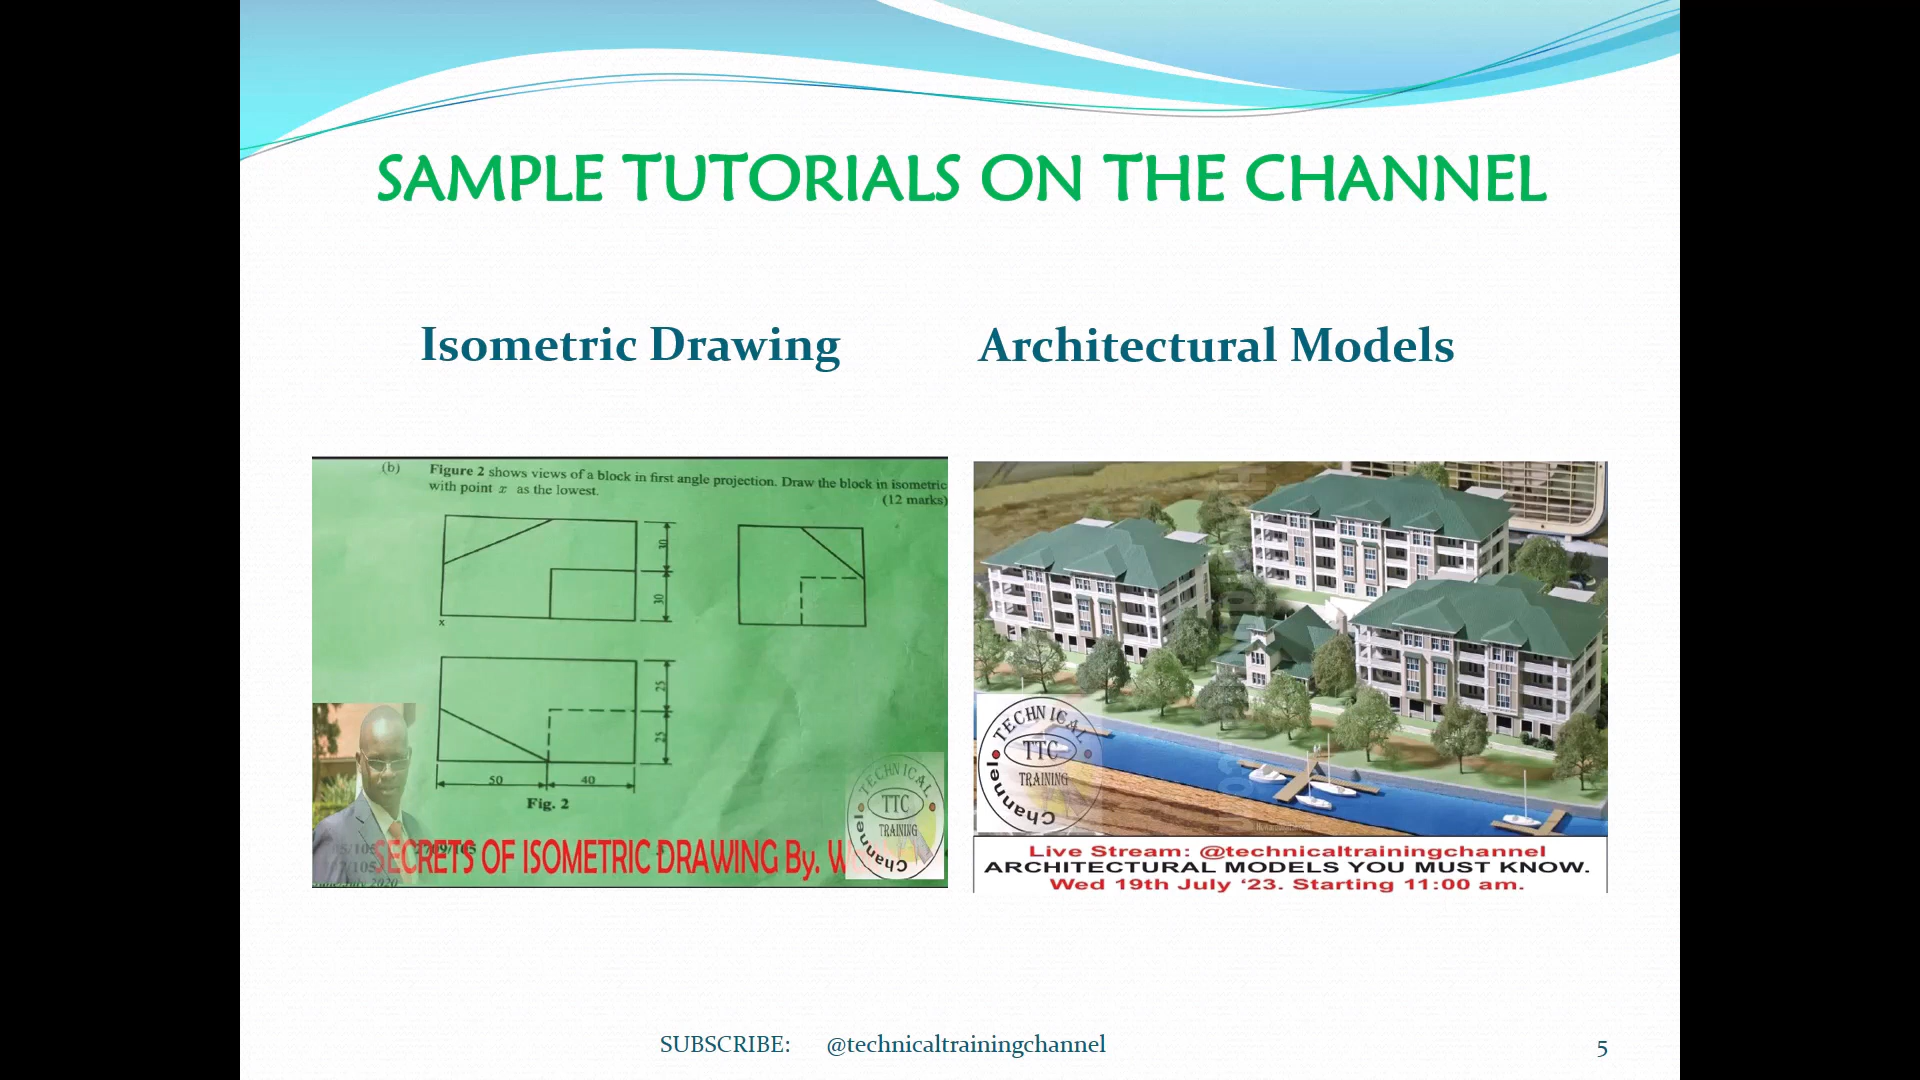 SAMPLE TUTORIALS ON THE CHANNEL
Isometric Drawing
Architectural Models
(b) Figure 2 shows views of a block in first angle projection. Draw the block in isometric
with point x as the lowest.
(12 marks)
30
30
x
25
25
50
40
Fig. 2
SECRETS OF ISOMETRIC DRAWING By.
TECHNICAL
TTC
TRAINING
Channel
TECHNICAL
TTC
TRAINING
Channel
Live Stream: @technicaltrainingchannel
ARCHITECTURAL MODELS YOU MUST KNOW.
Wed 19th July ‘23. Starting 11:00 am.
SUBSCRIBE: @technicaltrainingchannel
5